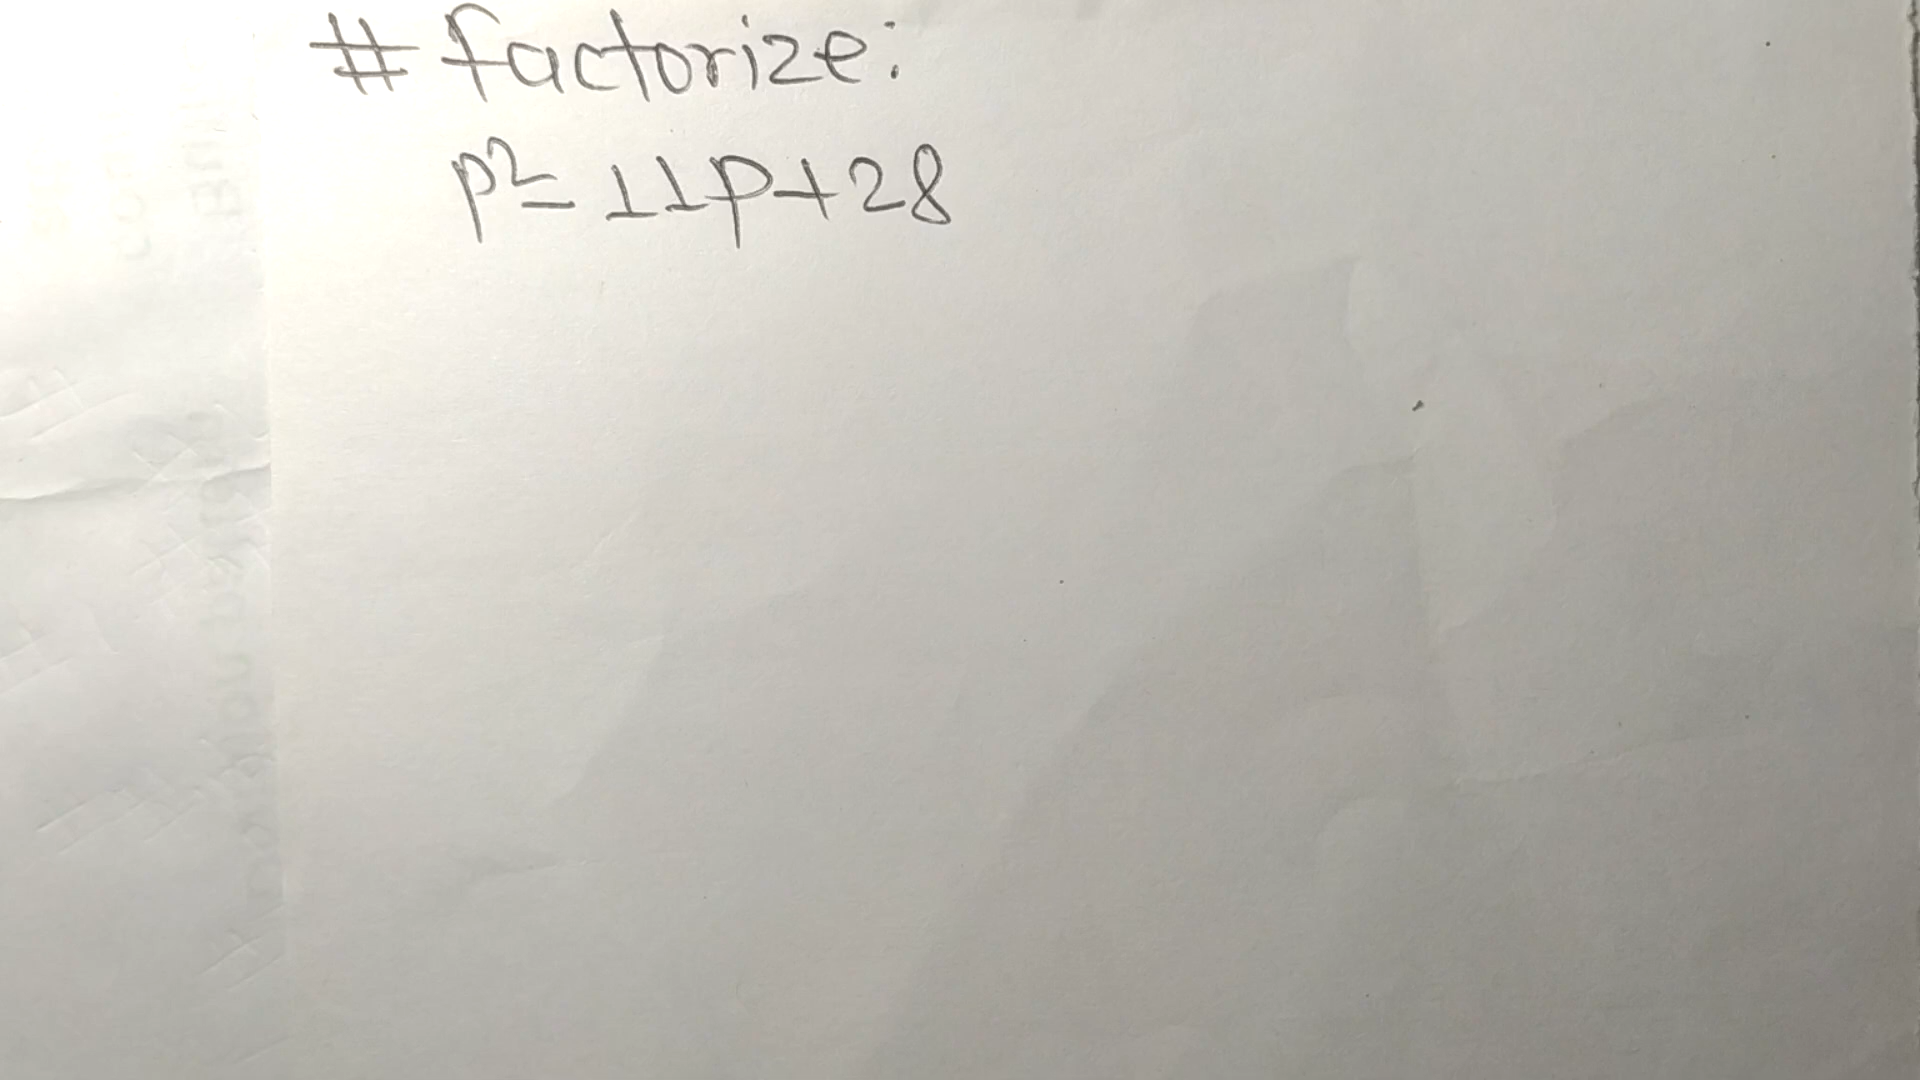 # factorize:
p² - 11p + 28